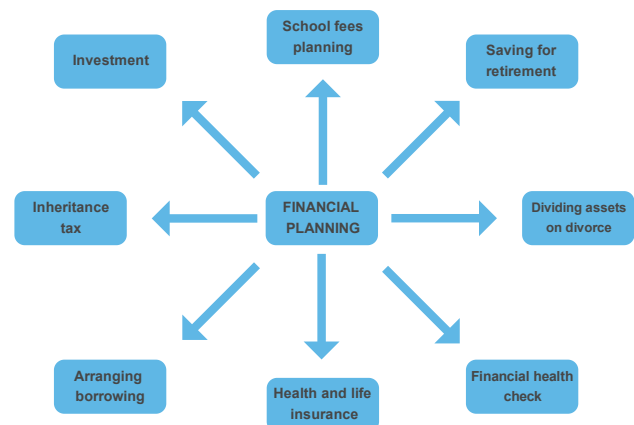 School fees
planning
Investment
Saving for
retirement
Inheritance
tax
FINANCIAL
PLANNING
Dividing assets
on divorce
Arranging
borrowing
Health and life
insurance
Financial health
check